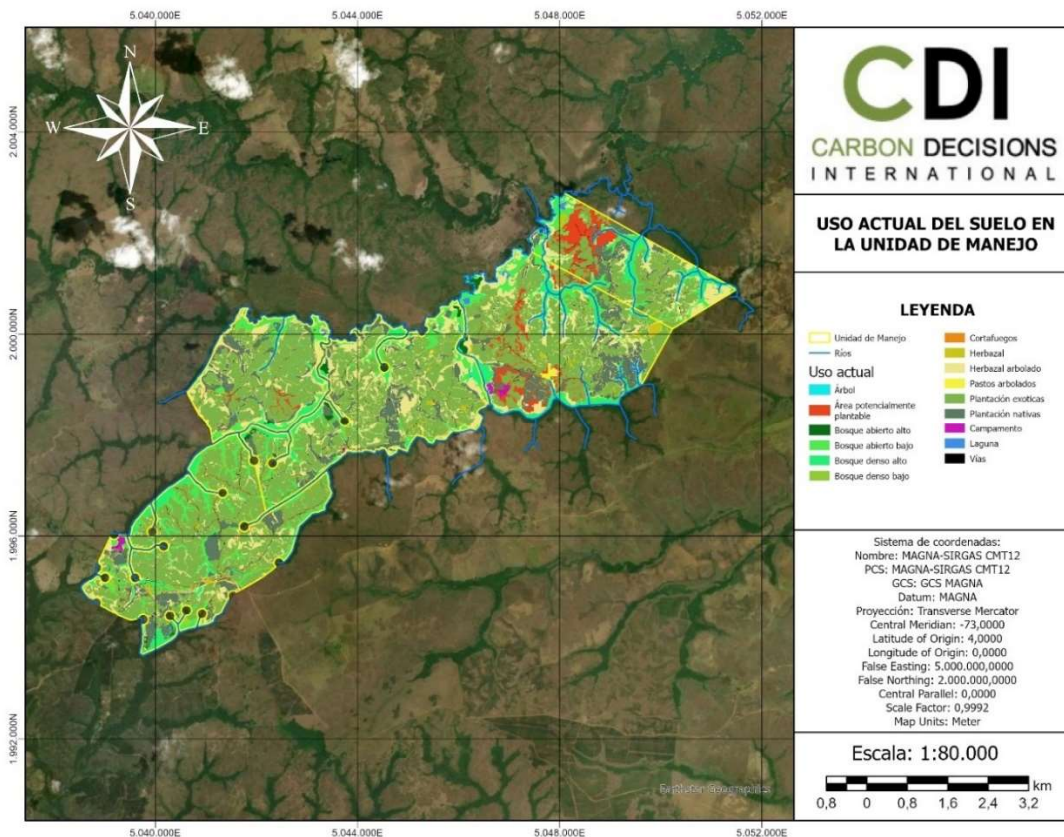 5.040.000E 5.044.000E 5.048.000E 5.052.000E
N
W E
S
2.004.000N
2.000.000N
1.996.000N
1.992.000N
5.040.000E 5.044.000E 5.048.000E 5.052.000E
CDI
CARBON DECISIONS
INTERNATIONAL
USO ACTUAL DEL SUELO EN
LA UNIDAD DE MANEJO
LEYENDA
Unidad de Manejo
Ríos
Uso actual
Árbol
Área potencialmente
plantable
Bosque abierto alto
Bosque abierto bajo
Bosque denso alto
Bosque denso bajo
Cortafuegos
Herbazal
Herbazal arbolado
Pastos arbolados
Plantación exoticas
Plantación nativas
Campamento
Laguna
Vías
Sistema de coordenadas:
Nombre: MAGNA-SIRGAS CMT12
PCS: MAGNA-SIRGAS CMT12
GCS: GCS MAGNA
Datum: MAGNA
Proyección: Transverse Mercator
Central Meridian: -73,0000
Latitude of Origin: 4,0000
Longitude of Origin: 0,0000
False Easting: 5.000.000,0000
False Northing: 2.000.000,0000
Central Parallel: 0,0000
Scale Factor: 0,9992
Map Units: Meter
Escala: 1:80.000
km
0,8 0 0,8 1,6 2,4 3,2